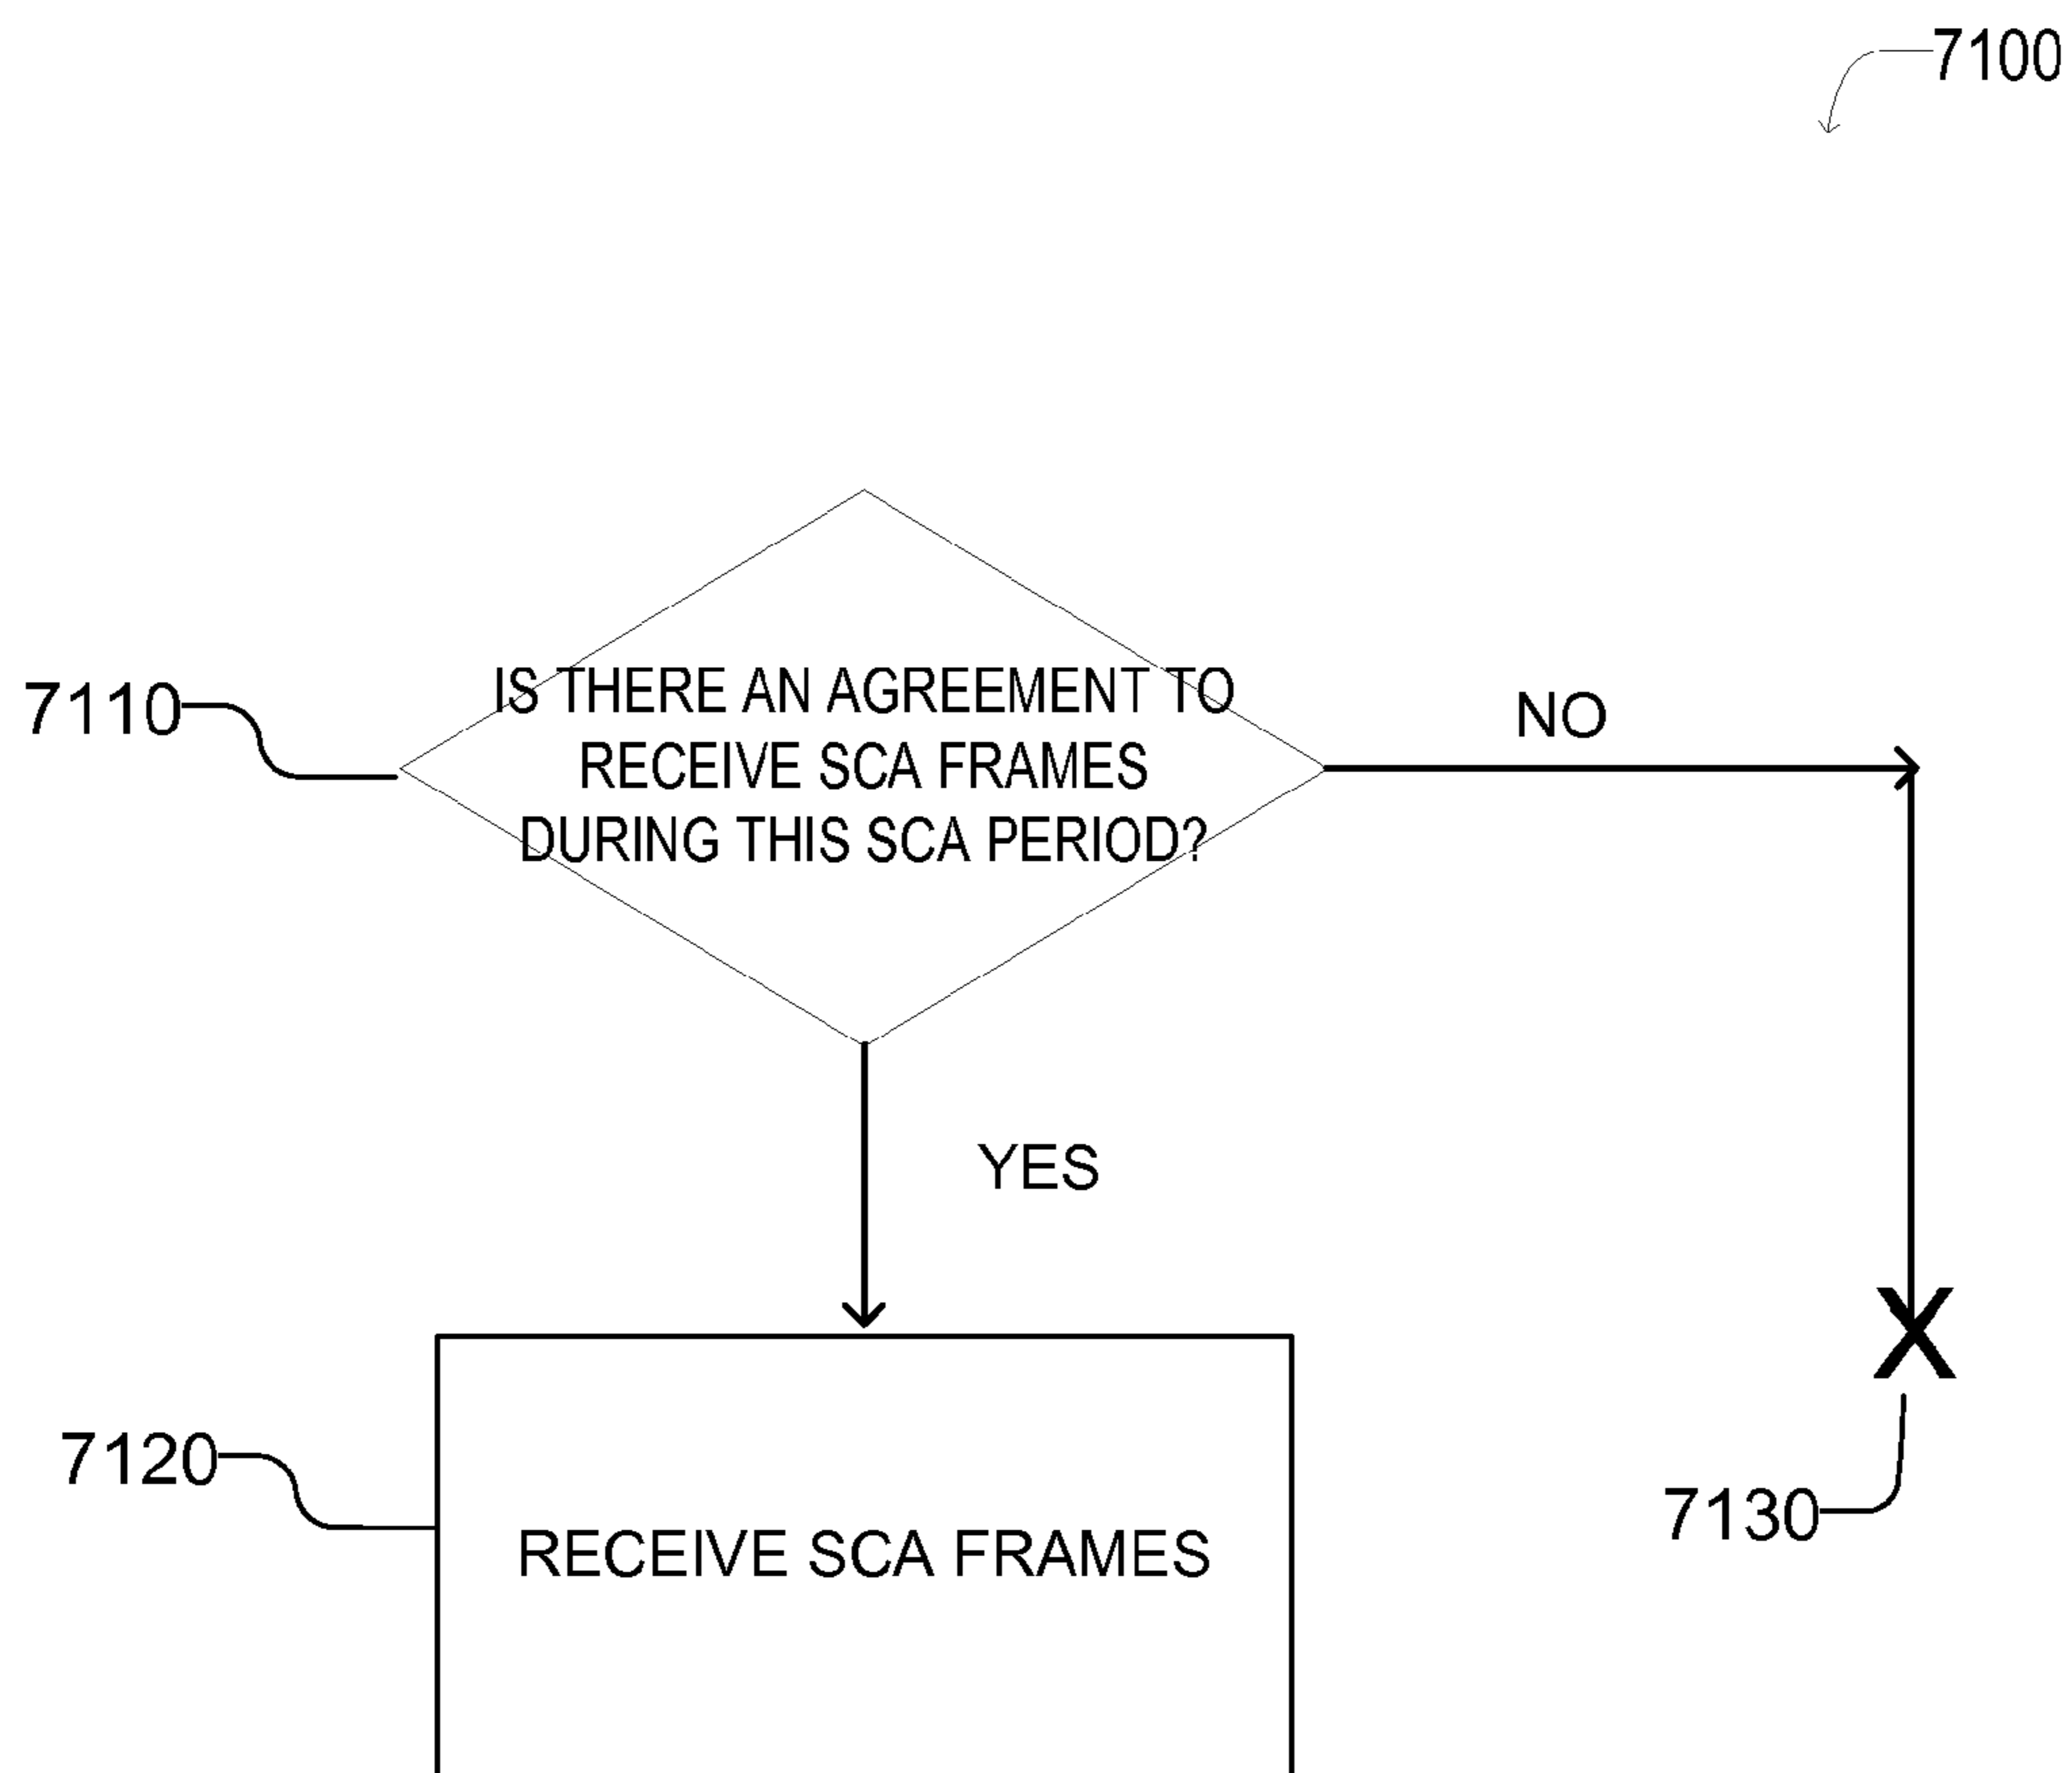 7100
7110
IS THERE AN AGREEMENT TO
RECEIVE SCA FRAMES
DURING THIS SCA PERIOD?
NO
YES
X
7120
RECEIVE SCA FRAMES
7130